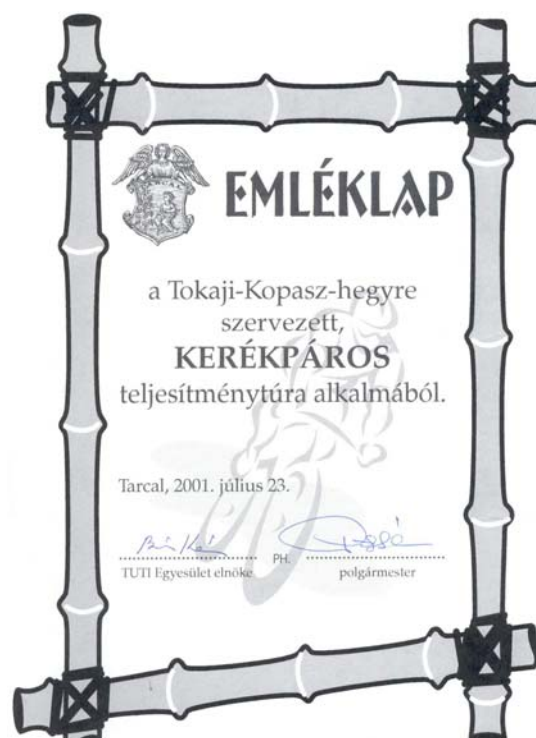 EMLÉKLAP
a Tokaji-Kopasz-hegyre
szervezett,
KERÉKPÁROS
teljesítménytúra alkalmából.
Tarcal, 2001. július 23.
PH.
TUTI Egyesület elnöke polgármester